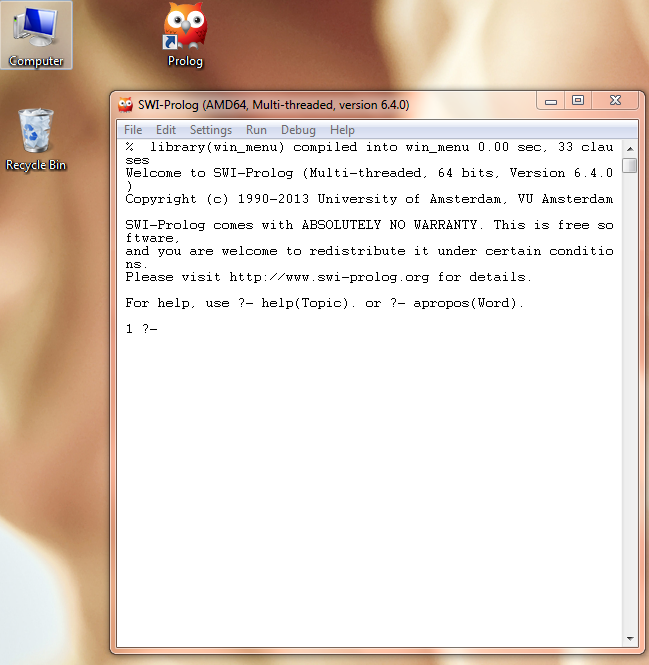 Computer
Prolog
Recycle Bin
SWI-Prolog (AMD64, Multi-threaded, version 6.4.0)
File Edit Settings Run Debug Help
%  library(win_menu) compiled into win_menu 0.00 sec, 33 clau
ses
Welcome to SWI-Prolog (Multi-threaded, 64 bits, Version 6.4.0
)
Copyright (c) 1990-2013 University of Amsterdam, VU Amsterdam
SWI-Prolog comes with ABSOLUTELY NO WARRANTY. This is free so
ftware,
and you are welcome to redistribute it under certain conditio
ns.
Please visit http://www.swi-prolog.org for details.
For help, use ?- help(Topic). or ?- apropos(Word).
1 ?-